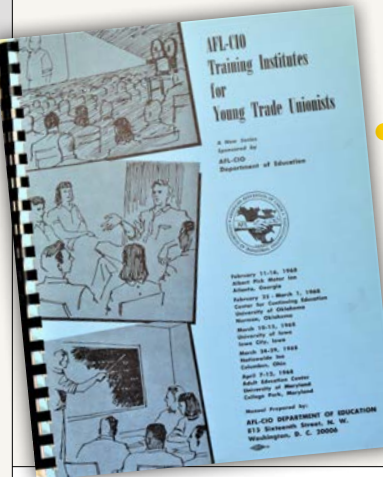 AFL-CIO
Training Institutes
for
Young Trade Unionists
A New Series
Sponsored by
AFL-CIO
Department of Education
AFL
February 11-16, 1968
Albert Pick Motor Inn
Atlanta, Georgia
February 25 - March 1, 1968
Center for Continuing Education
University of Oklahoma
Norman, Oklahoma
March 10-15, 1968
University of Iowa
Iowa City, Iowa
March 24-29, 1968
Nationwide Inn
Columbus, Ohio
April 7-12, 1968
Adult Education Center
University of Maryland
College Park, Maryland
Manual Prepared by:
AFL-CIO DEPARTMENT OF EDUCATION
815 Sixteenth Street, N. W.
Washington, D. C. 20006